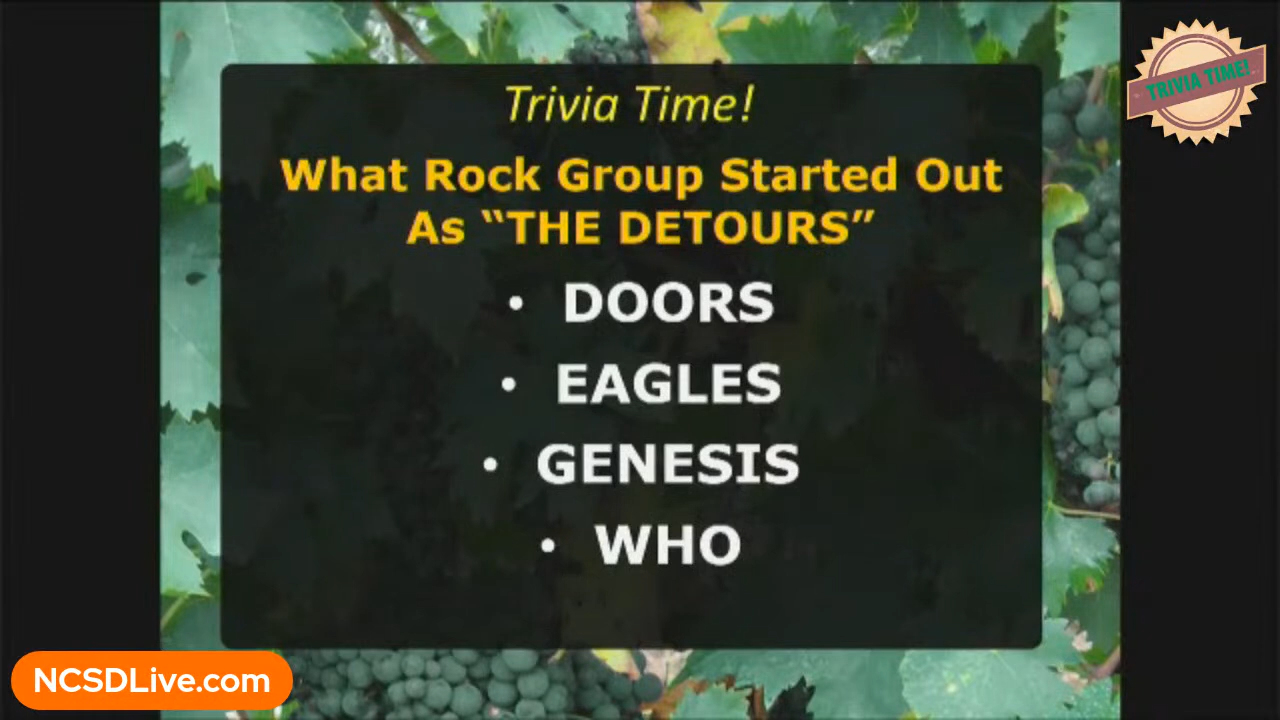 TRIVIA TIME!
Trivia Time!
What Rock Group Started Out
As “THE DETOURS”
• DOORS
• EAGLES
• GENESIS
• WHO
NCSDLive.com